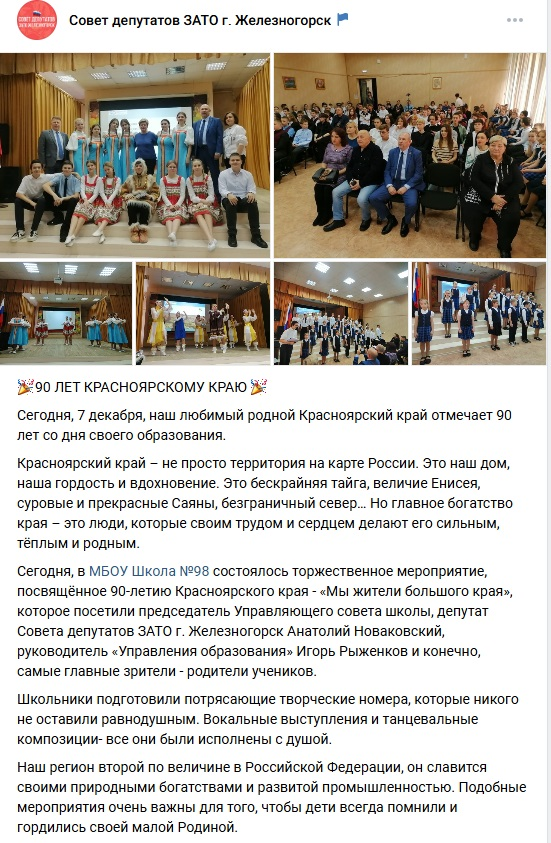 СОВЕТ ДЕПУТАТОВ
ЗАТО ЖЕЛЕЗНОГОРСК
Совет депутатов ЗАТО г. Железногорск
🎉90 ЛЕТ КРАСНОЯРСКОМУ КРАЮ 🎉
Сегодня, 7 декабря, наш любимый родной Красноярский край отмечает 90
лет со дня своего образования.
Красноярский край – не просто территория на карте России. Это наш дом,
наша гордость и вдохновение. Это бескрайняя тайга, величие Енисея,
суровые и прекрасные Саяны, безграничный север... Но главное богатство
края – это люди, которые своим трудом и сердцем делают его сильным,
тёплым и родным.
Сегодня, в МБОУ Школа №98 состоялось торжественное мероприятие,
посвящённое 90-летию Красноярского края - «Мы жители большого края»,
которое посетили председатель Управляющего совета школы, депутат
Совета депутатов ЗАТО г. Железногорск Анатолий Новаковский,
руководитель «Управления образования» Игорь Рыженков и конечно,
самые главные зрители - родители учеников.
Школьники подготовили потрясающие творческие номера, которые никого
не оставили равнодушным. Вокальные выступления и танцевальные
композиции- все они были исполнены с душой.
Наш регион второй по величине в Российской Федерации, он славится
своими природными богатствами и развитой промышленностью. Подобные
мероприятия очень важны для того, чтобы дети всегда помнили и
гордились своей малой Родиной.